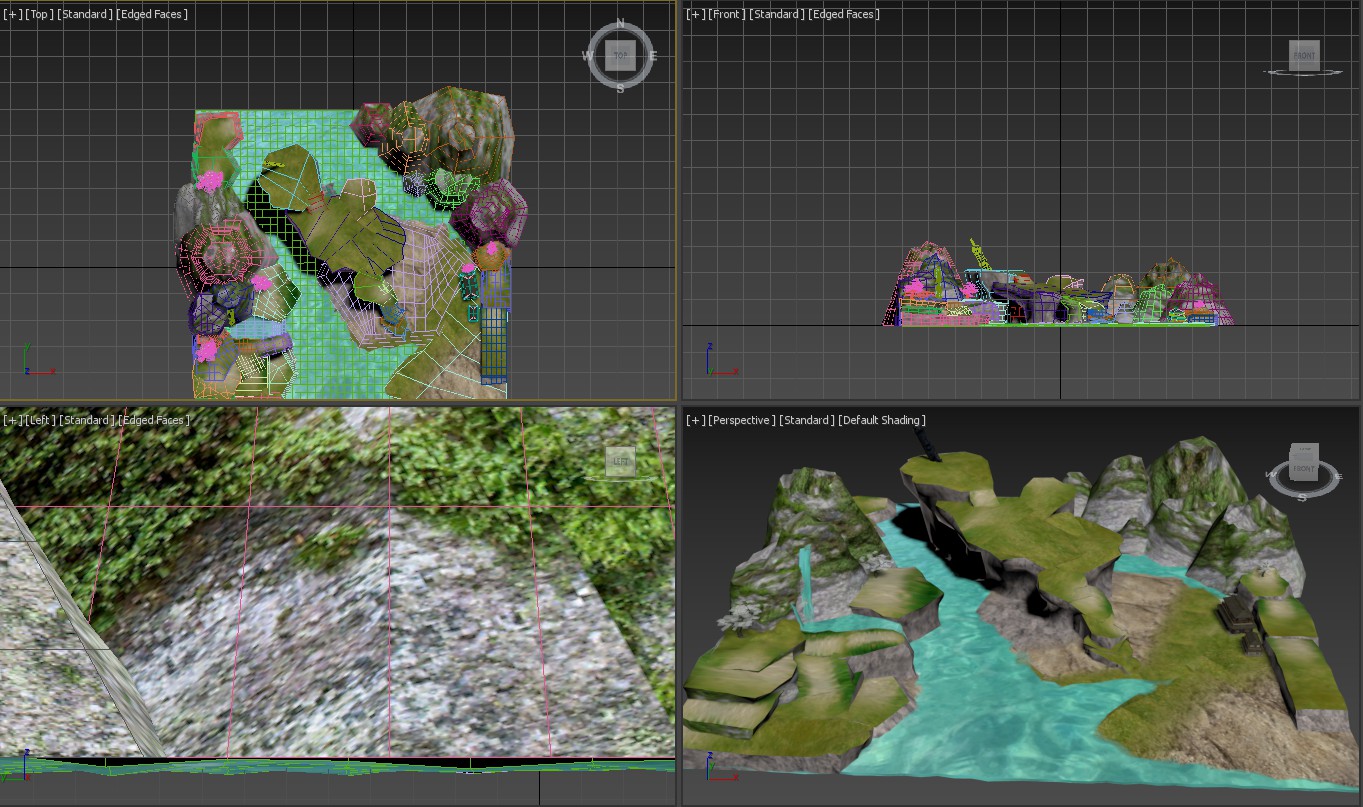 [+] [Top] [Standard] [Edged Faces]
N
W TOP E
S
[+] [Front] [Standard] [Edged Faces]
FRONT
z
x
y
z x
[+] [Left] [Standard] [Edged Faces]
LEFT
z
[+] [Perspective] [Standard] [Default Shading]
FRONT
W E
S
z
x